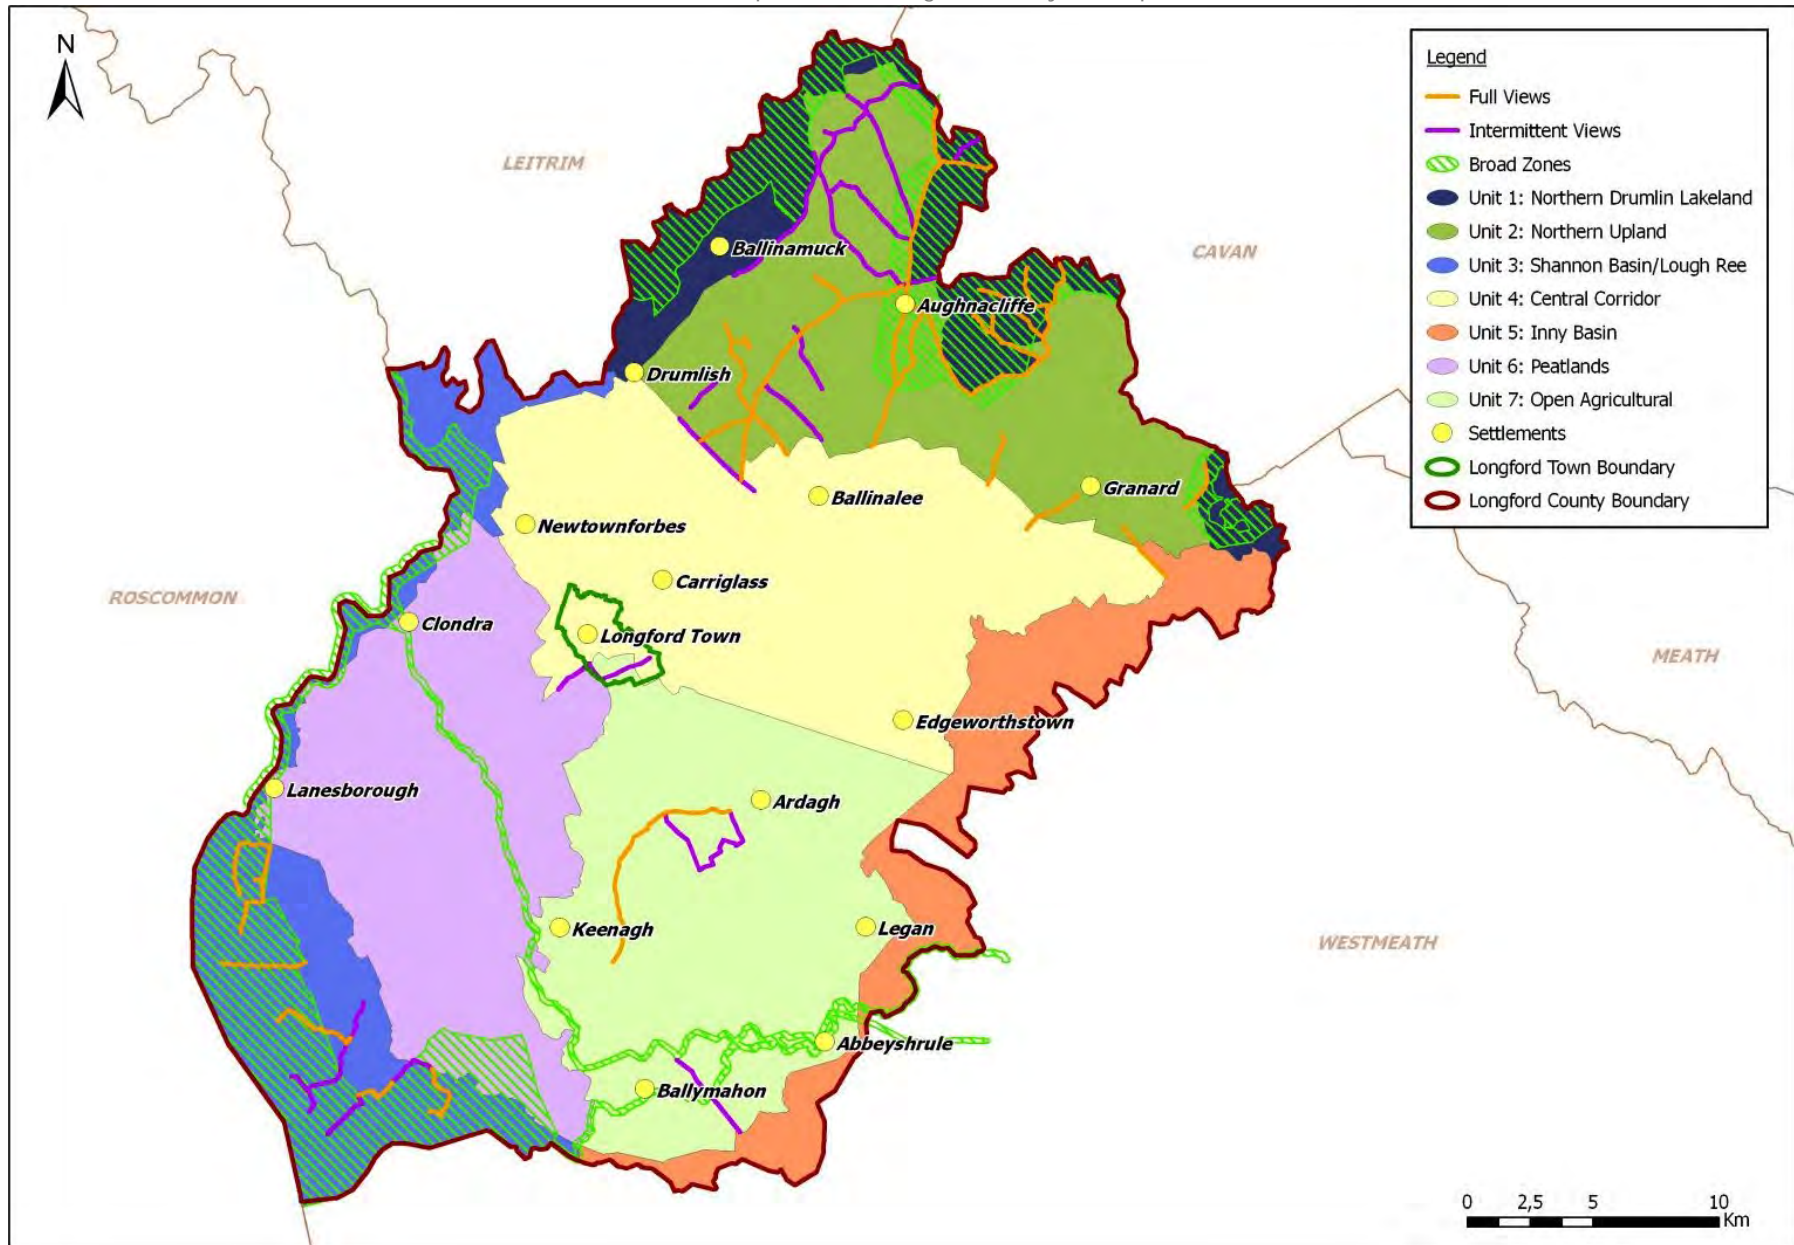 N
LEITRIM
CAVAN
ROSCOMMON
MEATH
WESTMEATH
Ballinamuck
Aughnacliffe
Drumlish
Ballinalee
Granard
Newtownforbes
Carriglass
Clondra
Longford Town
Edgeworthstown
Lanesborough
Ardagh
Keenagh
Legan
Abbeyshrule
Ballymahon
Legend
Full Views
Intermittent Views
Broad Zones
Unit 1: Northern Drumlin Lakeland
Unit 2: Northern Upland
Unit 3: Shannon Basin/Lough Ree
Unit 4: Central Corridor
Unit 5: Inny Basin
Unit 6: Peatlands
Unit 7: Open Agricultural
Settlements
Longford Town Boundary
Longford County Boundary
0 2,5 5 10
Km